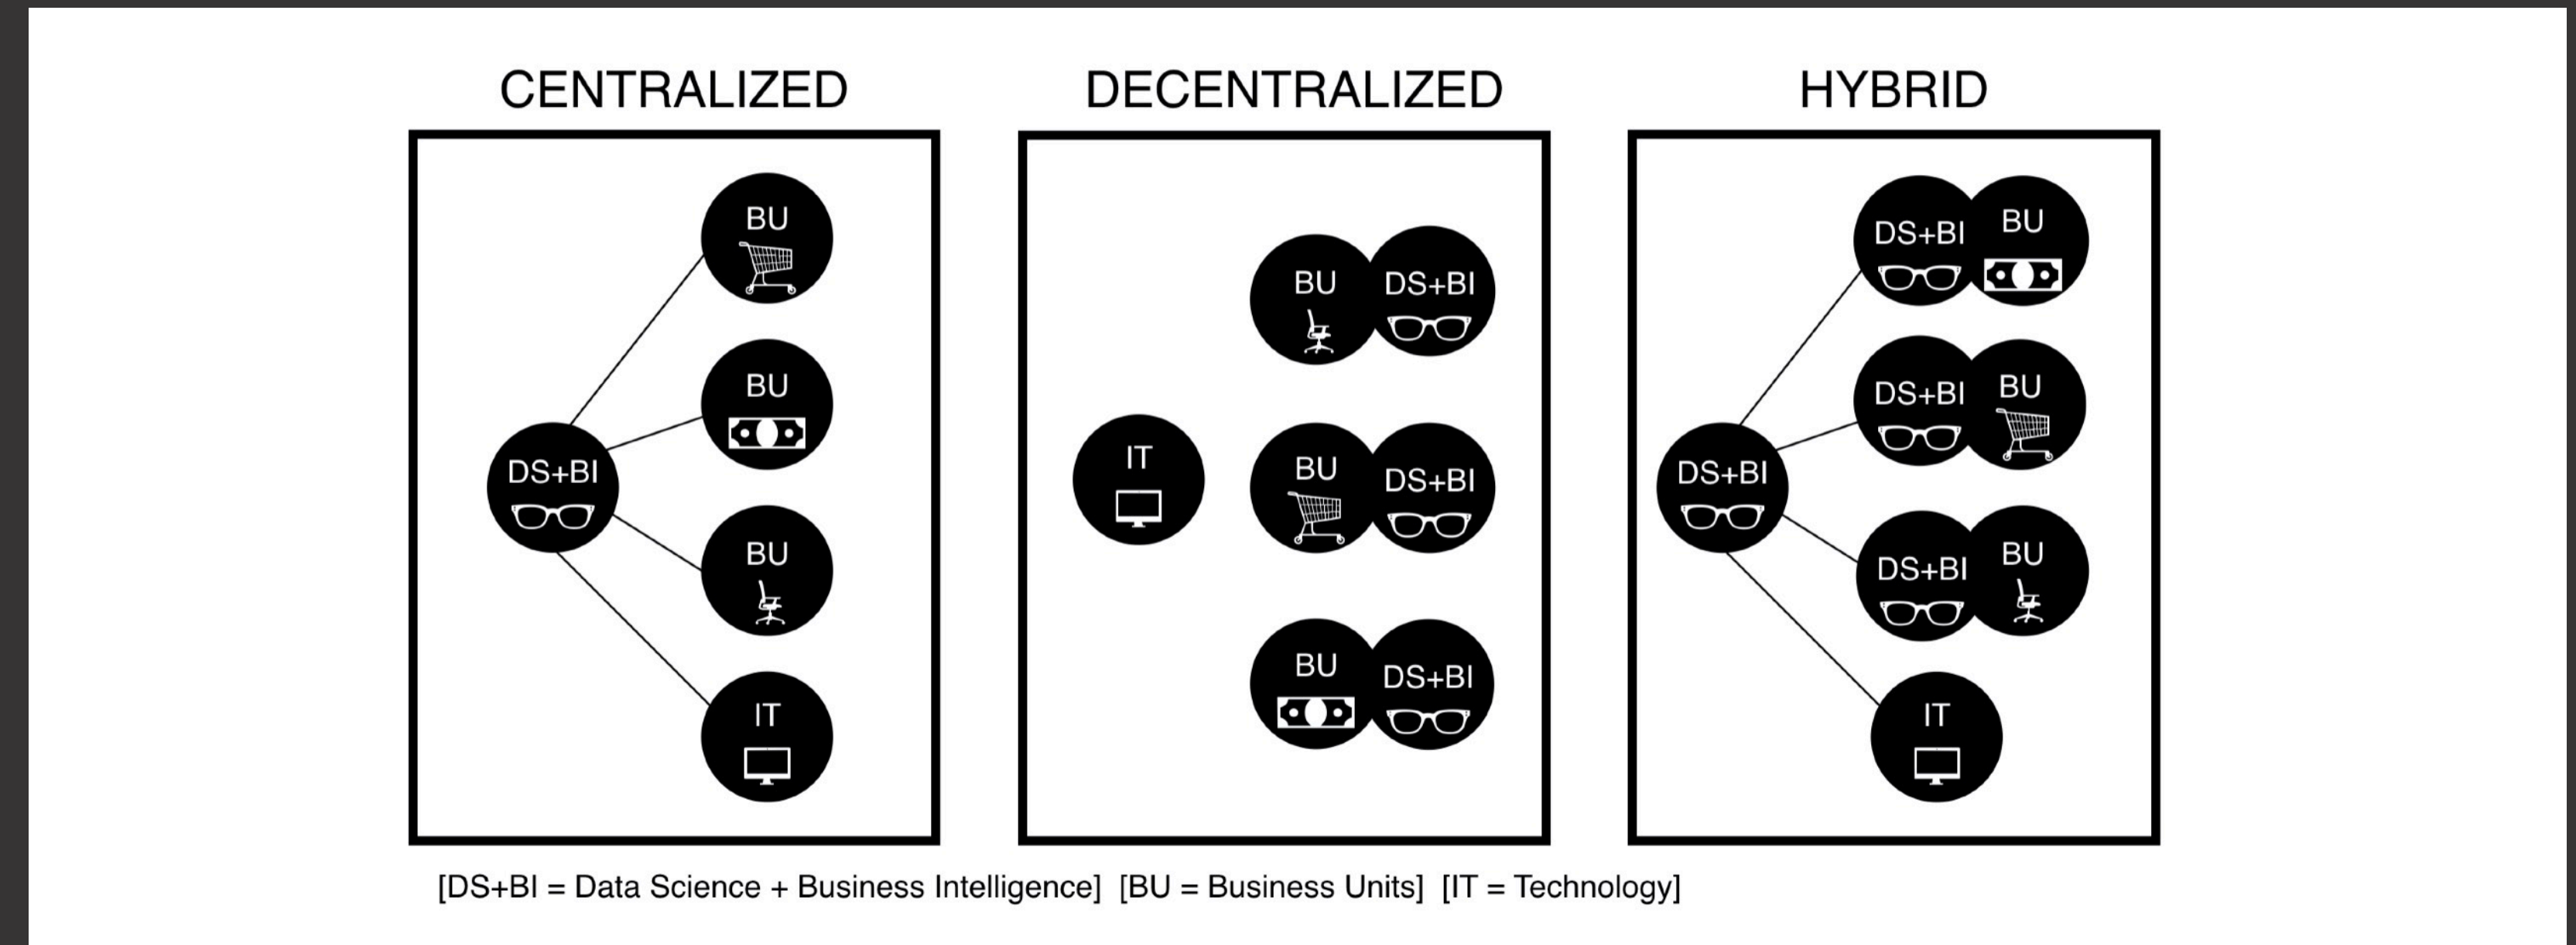 CENTRALIZED
BU
BU
DS+BI
BU
IT
DECENTRALIZED
BU DS+BI
IT
BU DS+BI
BU DS+BI
HYBRID
DS+BI BU
DS+BI BU
DS+BI
DS+BI BU
IT
[DS+BI = Data Science + Business Intelligence] [BU = Business Units] [IT = Technology]